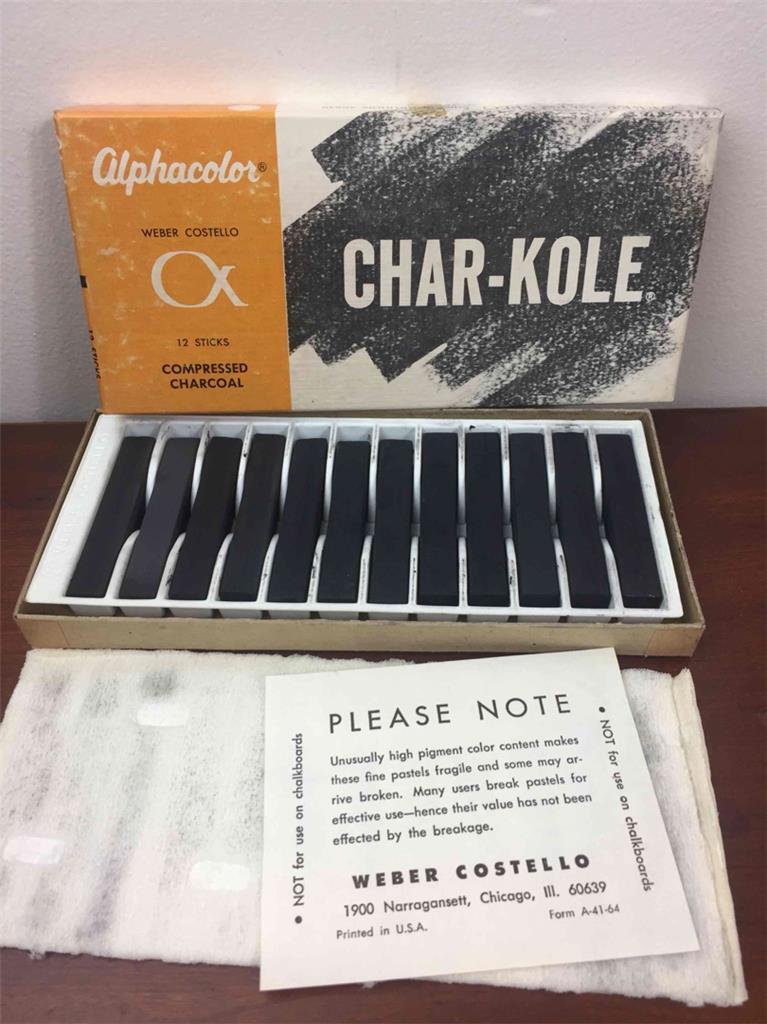 alphacolor®
WEBER COSTELLO
α
12 STICKS
COMPRESSED
CHARCOAL
CHAR-KOLE®
12 STICKS
PLEASE NOTE
Unusually high pigment color content makes
these fine pastels fragile and some may ar-
rive broken. Many users break pastels for
effective use—hence their value has not been
effected by the breakage.
WEBER COSTELLO
1900 Narragansett, Chicago, Ill. 60639
Form A-41-64
Printed in U.S.A.
• NOT for use on chalkboards
• NOT for use on chalkboards